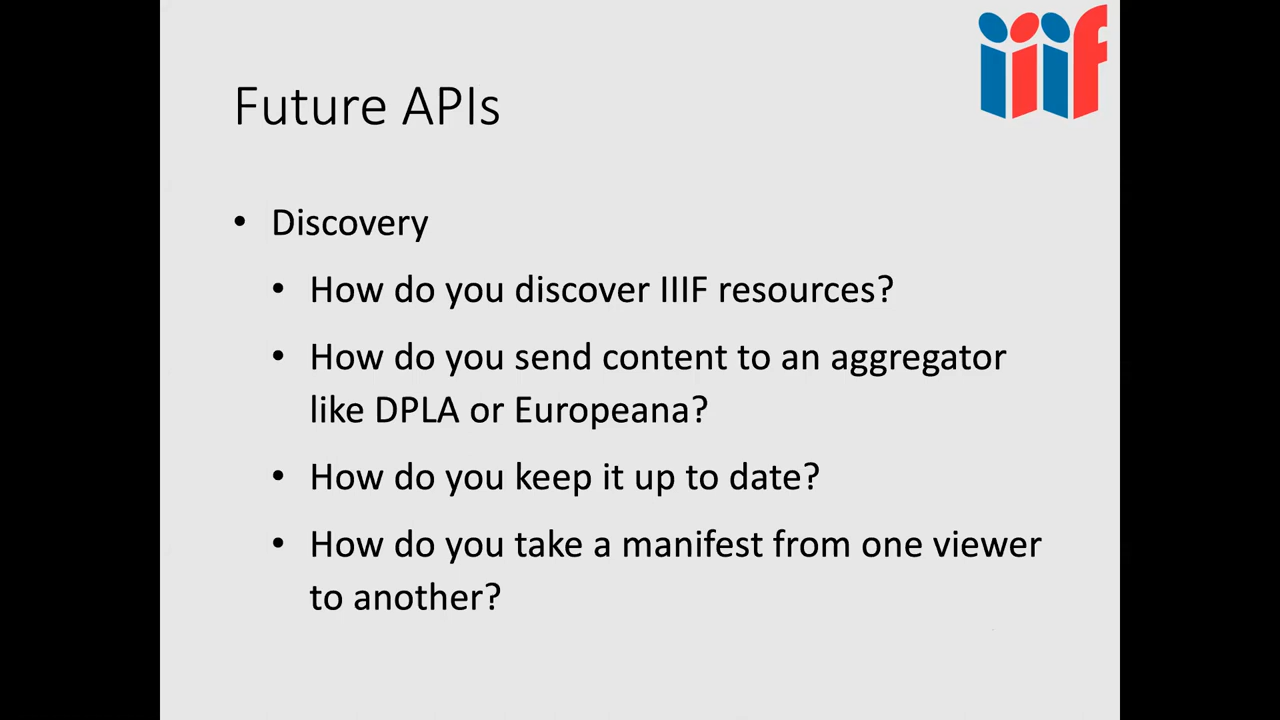 iiif
Future APIs
• Discovery
• How do you discover IIIF resources?
• How do you send content to an aggregator
like DPLA or Europeana?
• How do you keep it up to date?
• How do you take a manifest from one viewer
to another?